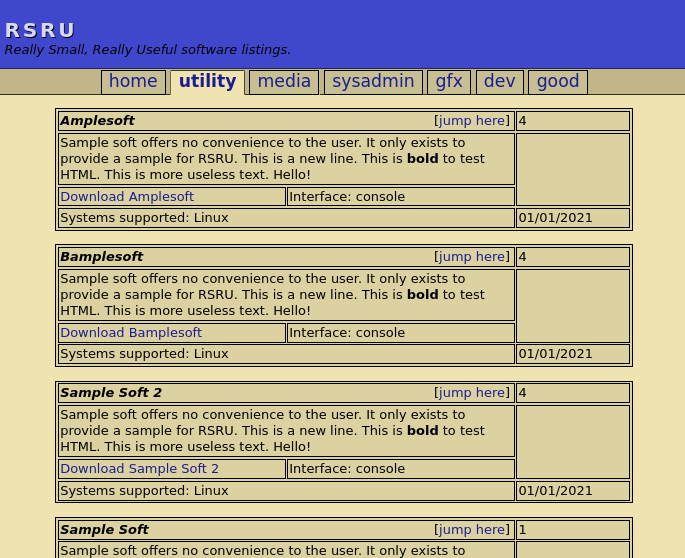 RSRU
Really Small, Really Useful software listings.
home utility media sysadmin gfx dev good
Amplesoft [jump here] 4
Sample soft offers no convenience to the user. It only exists to
provide a sample for RSRU. This is a new line. This is bold to test
HTML. This is more useless text. Hello!
Download Amplesoft Interface: console
Systems supported: Linux 01/01/2021
Bamplesoft [jump here] 4
Sample soft offers no convenience to the user. It only exists to
provide a sample for RSRU. This is a new line. This is bold to test
HTML. This is more useless text. Hello!
Download Bamplesoft Interface: console
Systems supported: Linux 01/01/2021
Sample Soft 2 [jump here] 4
Sample soft offers no convenience to the user. It only exists to
provide a sample for RSRU. This is a new line. This is bold to test
HTML. This is more useless text. Hello!
Download Sample Soft 2 Interface: console
Systems supported: Linux 01/01/2021
Sample Soft [jump here] 1
Sample soft offers no convenience to the user. It only exists to